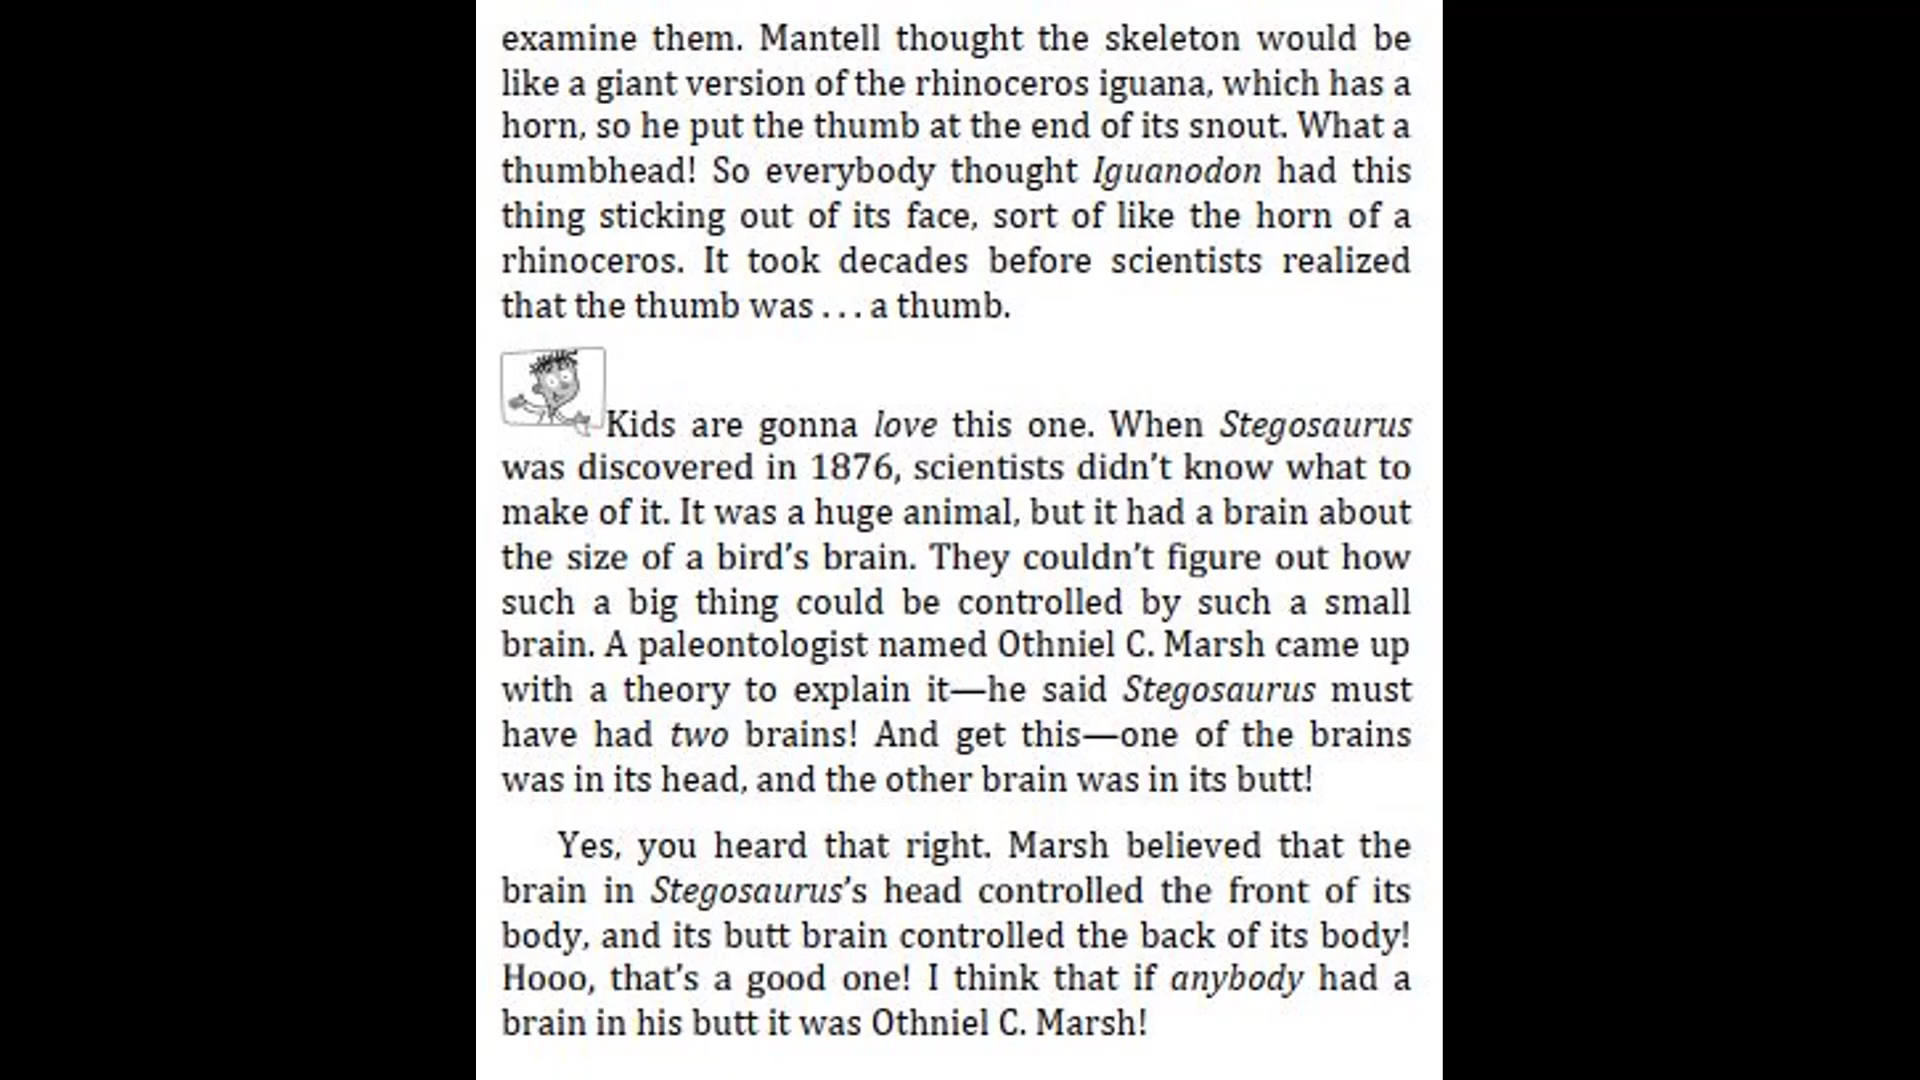 examine them. Mantell thought the skeleton would be
like a giant version of the rhinoceros iguana, which has a
horn, so he put the thumb at the end of its snout. What a
thumbhead! So everybody thought Iguanodon had this
thing sticking out of its face, sort of like the horn of a
rhinoceros. It took decades before scientists realized
that the thumb was . . . a thumb.
Kids are gonna love this one. When Stegosaurus
was discovered in 1876, scientists didn’t know what to
make of it. It was a huge animal, but it had a brain about
the size of a bird’s brain. They couldn’t figure out how
such a big thing could be controlled by such a small
brain. A paleontologist named Othniel C. Marsh came up
with a theory to explain it—he said Stegosaurus must
have had two brains! And get this—one of the brains
was in its head, and the other brain was in its butt!
Yes, you heard that right. Marsh believed that the
brain in Stegosaurus’s head controlled the front of its
body, and its butt brain controlled the back of its body!
Hooo, that’s a good one! I think that if anybody had a
brain in his butt it was Othniel C. Marsh!